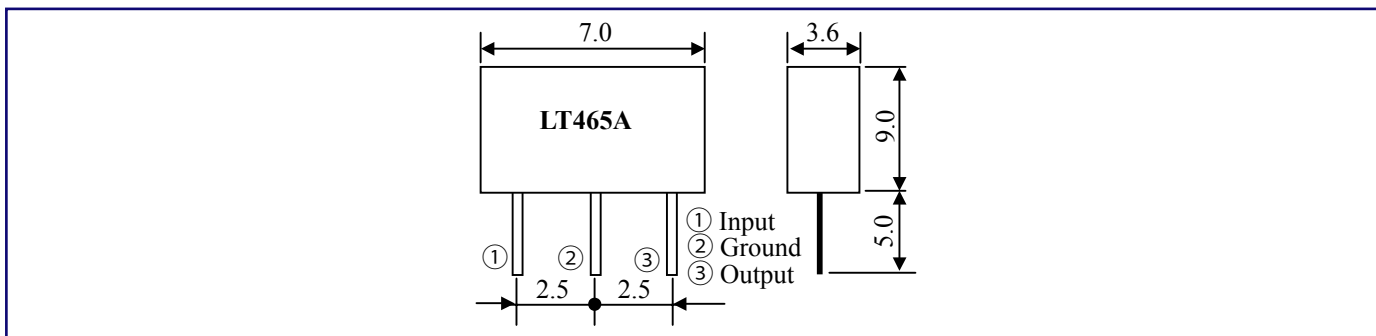 7.0
3.6
LT465A
9.0
① Input
② Ground
③ Output
① ② ③
5.0
2.5 2.5